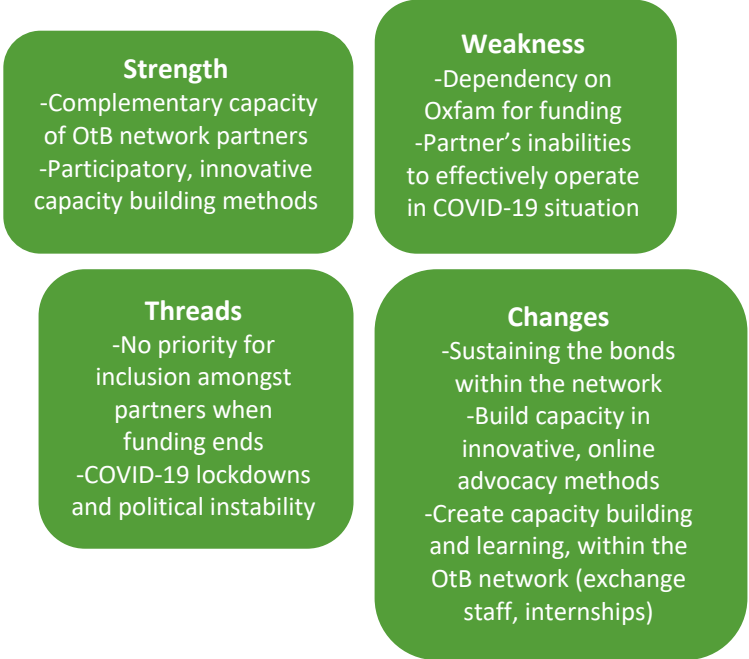 Strength
-Complementary capacity
of OtB network partners
-Participatory, innovative
capacity building methods
Weakness
-Dependency on
Oxfam for funding
-Partner’s inabilities
to effectively operate
in COVID-19 situation
Threads
-No priority for
inclusion amongst
partners when
funding ends
-COVID-19 lockdowns
and political instability
Changes
-Sustaining the bonds
within the network
-Build capacity in
innovative, online
advocacy methods
-Create capacity building
and learning, within the
OtB network (exchange
staff, internships)